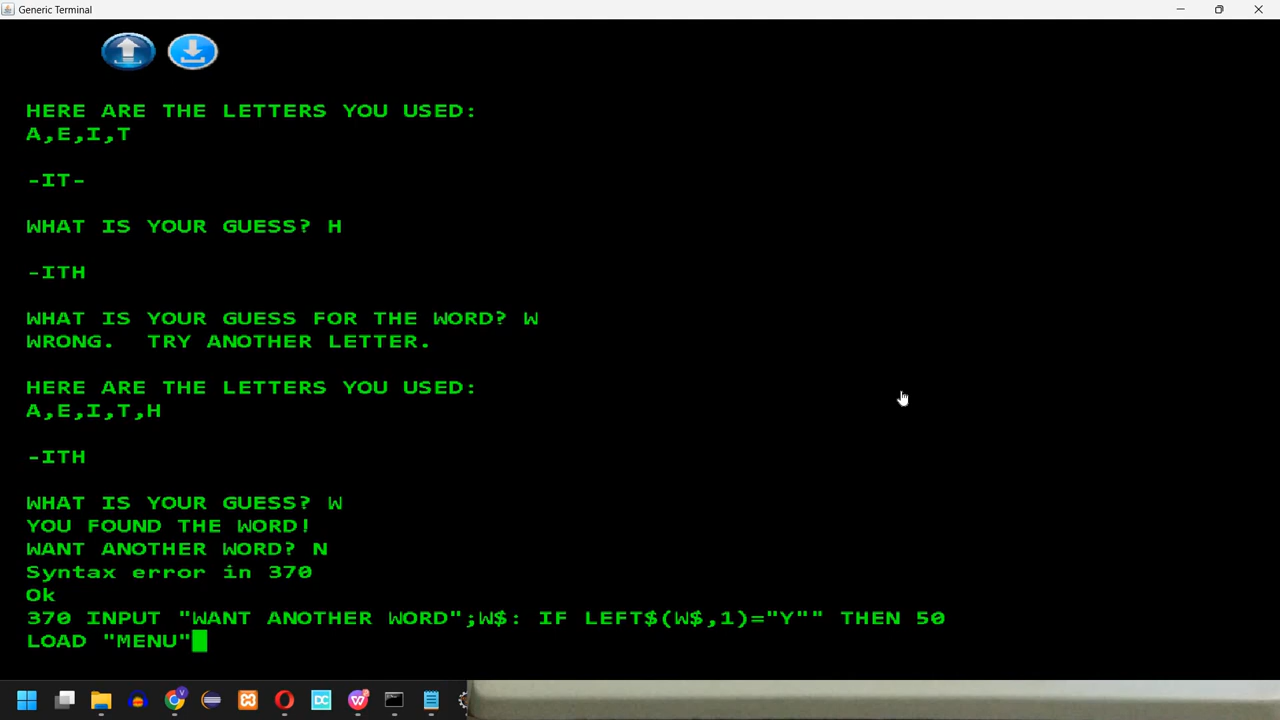 Generic Terminal
HERE ARE THE LETTERS YOU USED:
A,E,I,T
-IT-
WHAT IS YOUR GUESS? H
-ITH
WHAT IS YOUR GUESS FOR THE WORD? W
WRONG.  TRY ANOTHER LETTER.
HERE ARE THE LETTERS YOU USED:
A,E,I,T,H
-ITH
WHAT IS YOUR GUESS? W
YOU FOUND THE WORD!
WANT ANOTHER WORD? N
Syntax error in 370
Ok
370 INPUT "WANT ANOTHER WORD";W$: IF LEFT$(W$,1)="Y"" THEN 50
LOAD "MENU"
V
DC
W